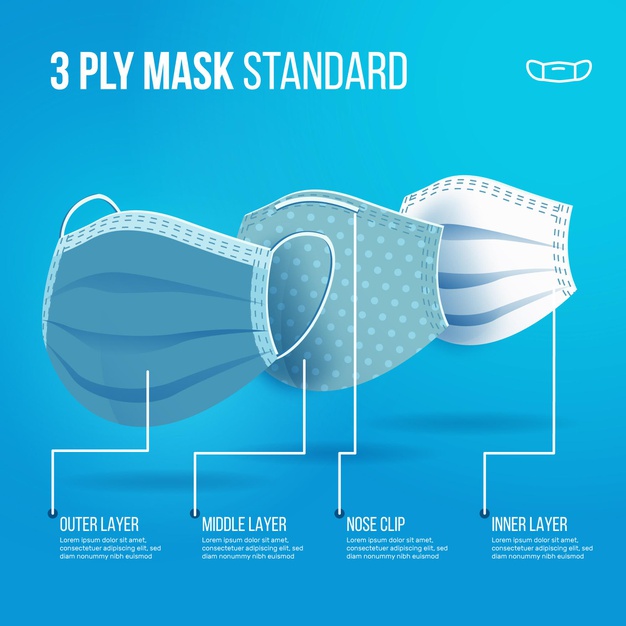 3 PLY MASK STANDARD
OUTER LAYER
Lorem ipsum dolor sit amet,
consectetuer adipiscing elit, sed
diam nonummy nibh euismod
MIDDLE LAYER
Lorem ipsum dolor sit amet,
consectetuer adipiscing elit, sed
diam nonummy nibh euismod
NOSE CLIP
Lorem ipsum dolor sit amet,
consectetuer adipiscing elit, sed
diam nonummy nibh euismod
INNER LAYER
Lorem ipsum dolor sit amet,
consectetuer adipiscing elit, sed
diam nonummy nibh euismod